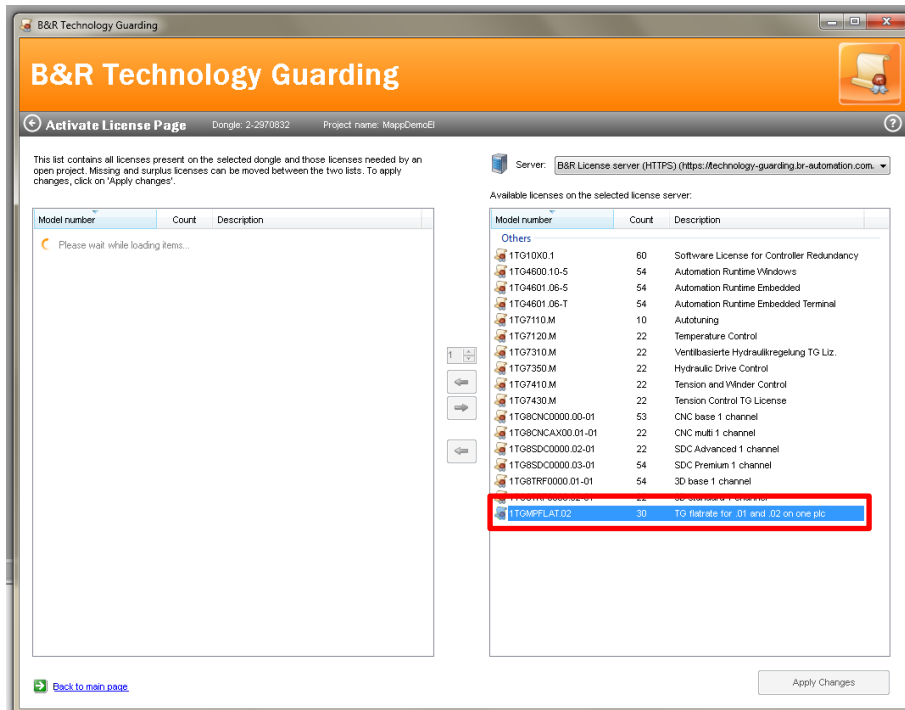 B&R Technology Guarding
B&R Technology Guarding
Activate License Page Dongle: 2-2970832 Project name: MappDemoEl
This list contains all licenses present on the selected dongle and those licenses needed by an
open project. Missing and surplus licenses can be moved between the two lists. To apply
changes, click on 'Apply changes'.
Server: B&R License server (HTTPS) (https://technology-guarding.br-automation.com.
Available licenses on the selected license server:
Model number Count Description
Please wait while loading items...
Model number Count Description
Others
1TG10X0.1 60 Software License for Controller Redundancy
1TG4600.10-5 54 Automation Runtime Windows
1TG4601.06-5 54 Automation Runtime Embedded
1TG4601.06-T 54 Automation Runtime Embedded Terminal
1TG7110.M 10 Autotuning
1TG7120.M 22 Temperature Control
1TG7310.M 22 Ventilbasierte Hydraulikregelung TG Liz.
1TG7350.M 22 Hydraulic Drive Control
1TG7410.M 22 Tension and Winder Control
1TG7430.M 22 Tension Control TG License
1TG8CNC0000.00-01 53 CNC base 1 channel
1TG8CNCAX00.01-01 22 CNC multi 1 channel
1TG8SDC0000.02-01 22 SDC Advanced 1 channel
1TG8SDC0000.03-01 54 SDC Premium 1 channel
1TG8TRF0000.01-01 54 3D base 1 channel
1TG8TRF0000.02-01 22 3D standard 1 channel
1TGMPFLAT.02 30 TG flatrate for .01 and .02 on one plc
1
Back to main page
Apply Changes